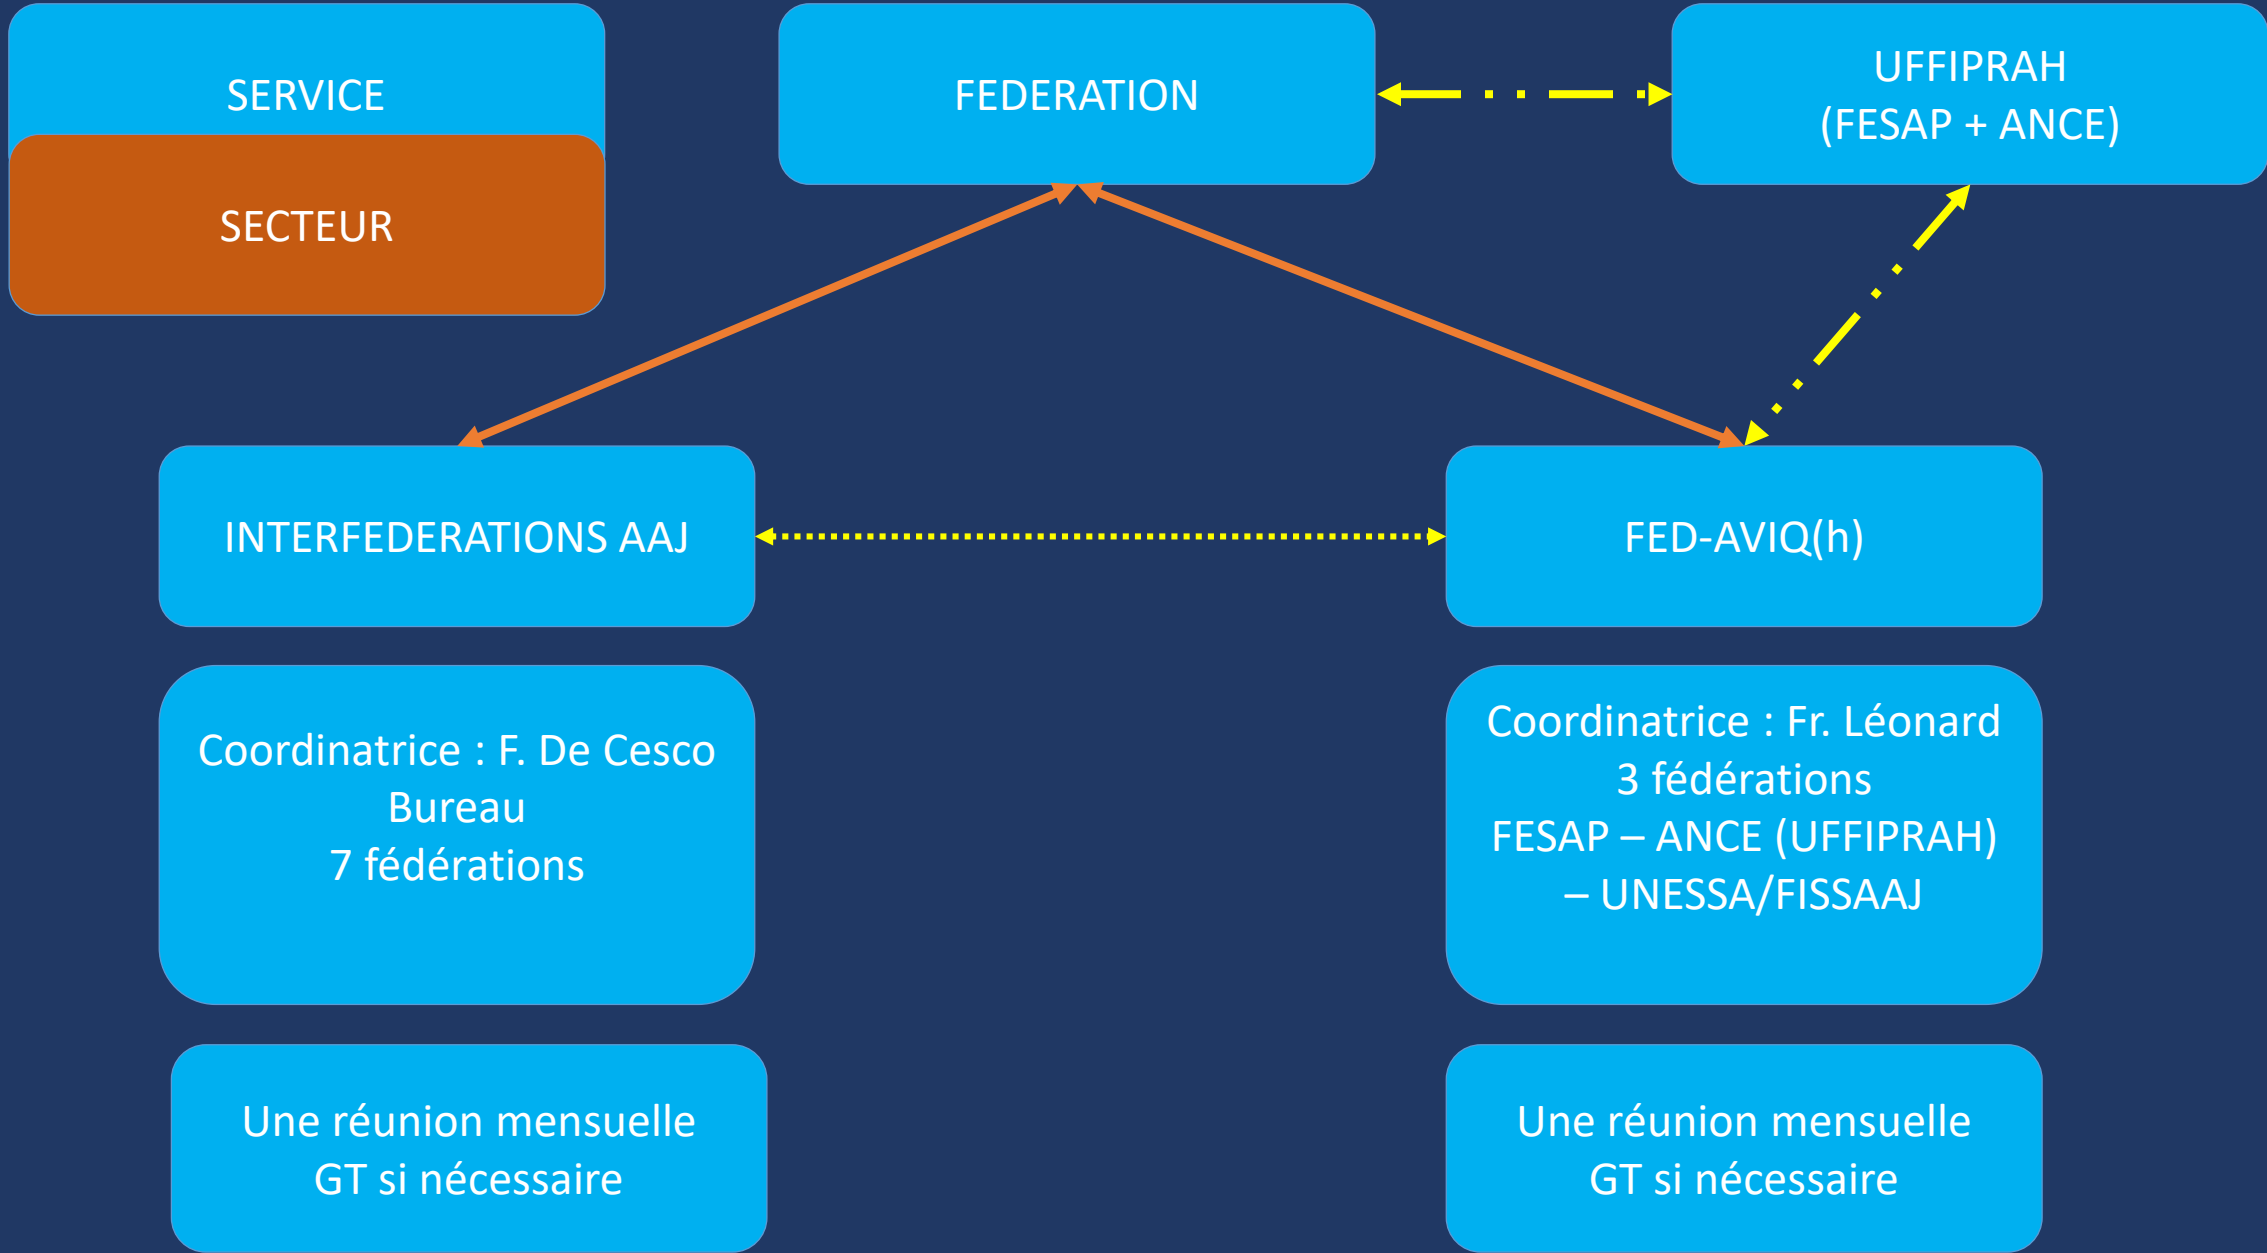 SERVICE
SECTEUR
FEDERATION
UFFIPRAH
(FESAP + ANCE)
INTERFEDERATIONS AAJ
FED-AVIQ(h)
Coordinatrice : F. De Cesco
Bureau
7 fédérations
Coordinatrice : Fr. Léonard
3 fédérations
FESAP – ANCE (UFFIPRAH)
– UNESSA/FISSAAJ
Une réunion mensuelle
GT si nécessaire
Une réunion mensuelle
GT si nécessaire